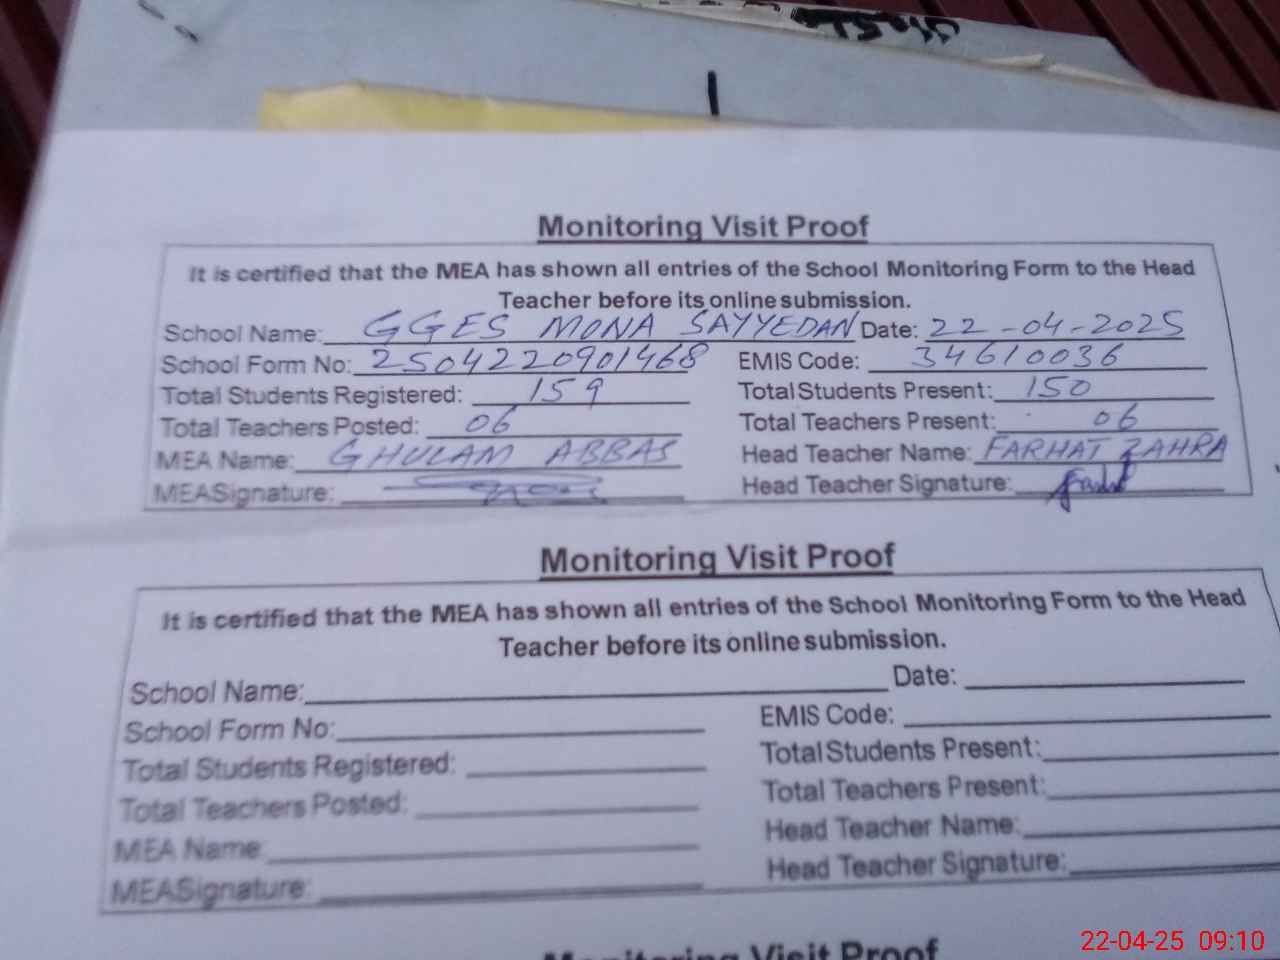 Monitoring Visit Proof
It is certified that the MEA has shown all entries of the School Monitoring Form to the Head
Teacher before its online submission.
School Name: GGES MONA SAYYEDAN Date: 22-04-2025
School Form No: 2504220901468 EMIS Code: 34610036
Total Students Registered: 159 Total Students Present: 150
Total Teachers Posted: 06 Total Teachers Present: 06
MEA Name: GHULAM ABBAS Head Teacher Name: FARHAT ZAHRA
MEASignature: Head Teacher Signature:
Monitoring Visit Proof
It is certified that the MEA has shown all entries of the School Monitoring Form to the Head
Teacher before its online submission.
School Name: Date:
School Form No: EMIS Code:
Total Students Registered: Total Students Present:
Total Teachers Posted: Total Teachers Present:
MEA Name: Head Teacher Name:
MEASignature: Head Teacher Signature:
Monitoring Visit Proof
22-04-25 09:10